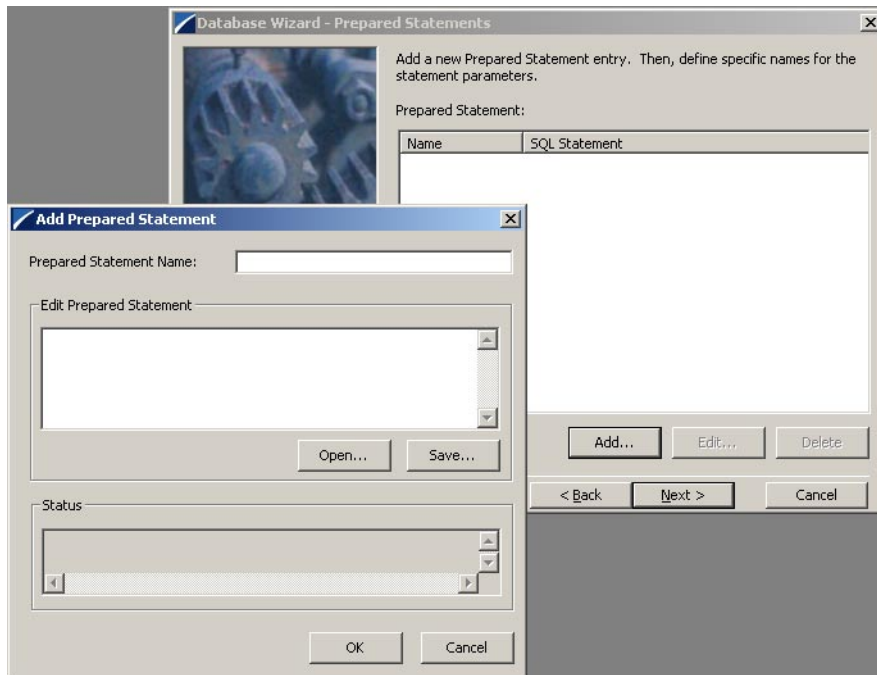 Database Wizard - Prepared Statements
Add a new Prepared Statement entry.  Then, define specific names for the
statement parameters.
Prepared Statement:
Name
SQL Statement
Add...
Edit...
Delete
< Back
Next >
Cancel
Add Prepared Statement
Prepared Statement Name:
Edit Prepared Statement
Open...
Save...
Status
OK
Cancel